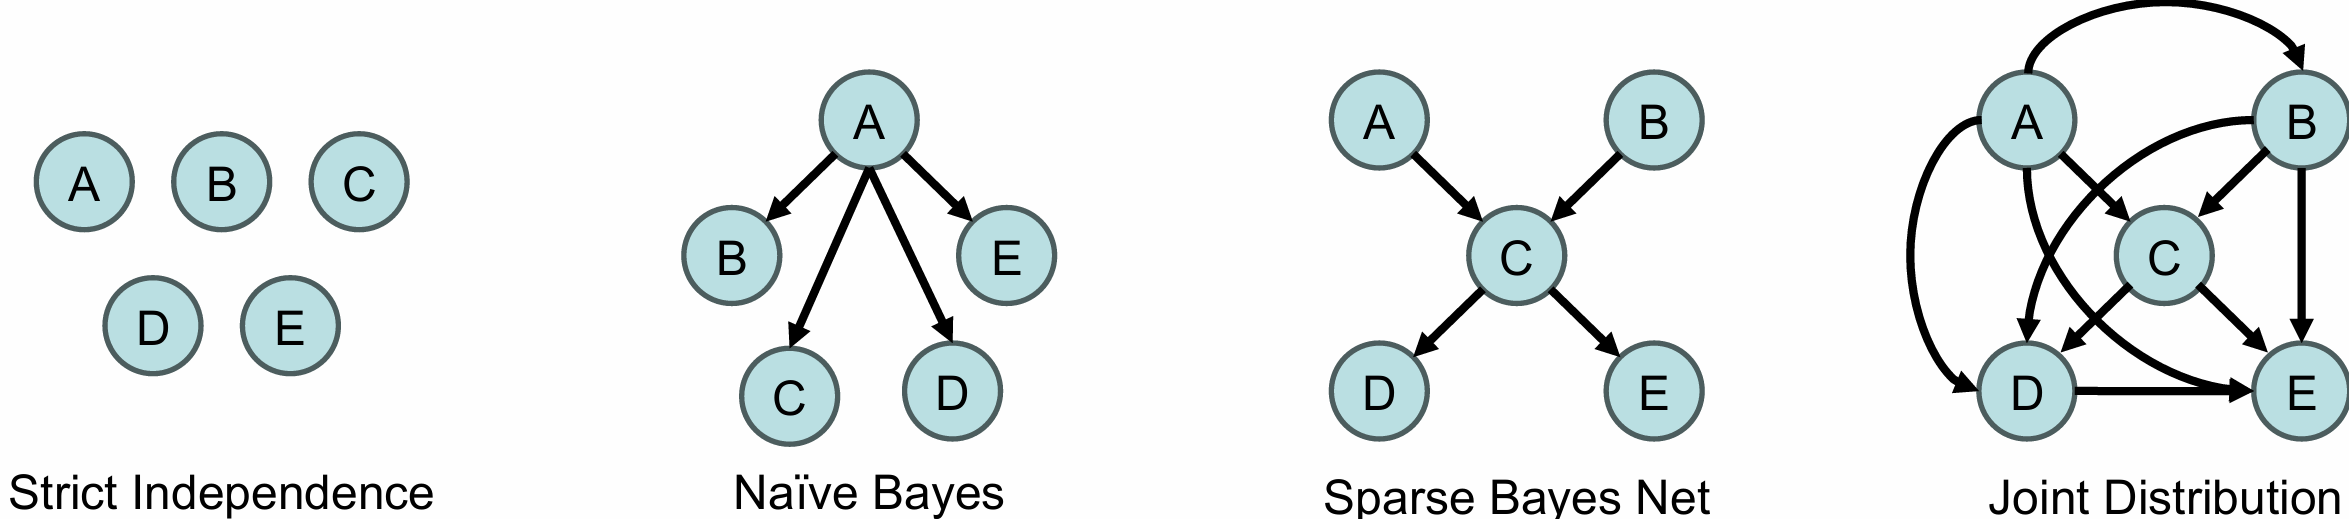 A B C
D E
Strict Independence
A
B E
C D
Naïve Bayes
A B
C
D E
Sparse Bayes Net
A B
C
D E
Joint Distribution